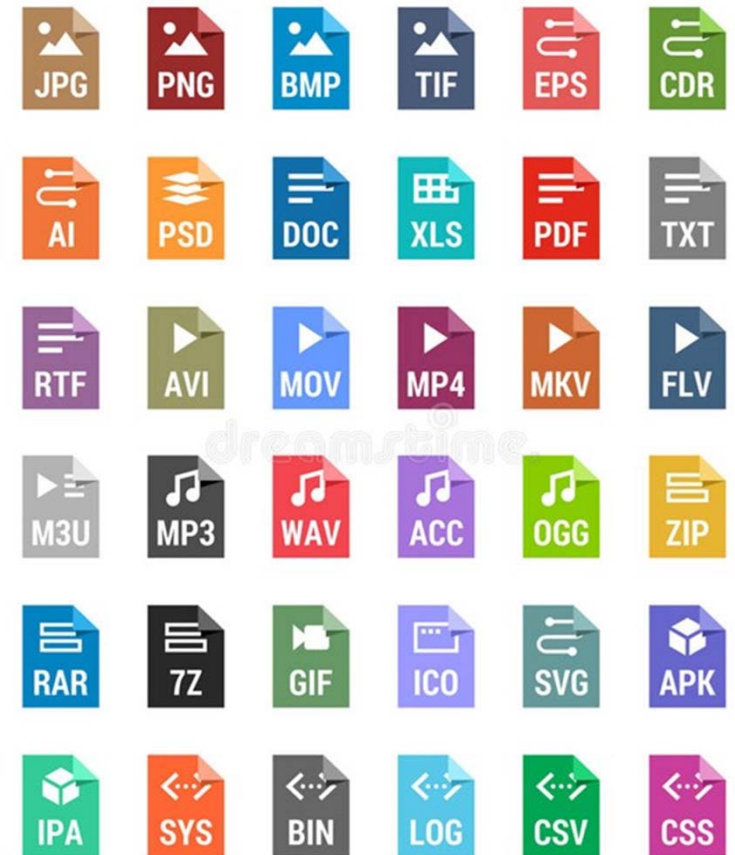 JPG PNG BMP TIF EPS CDR
AI PSD DOC XLS PDF TXT
RTF AVI MOV MP4 MKV FLV
dreamstime.
M3U MP3 WAV ACC OGG ZIP
RAR 7Z GIF ICO SVG APK
IPA SYS BIN LOG CSV CSS